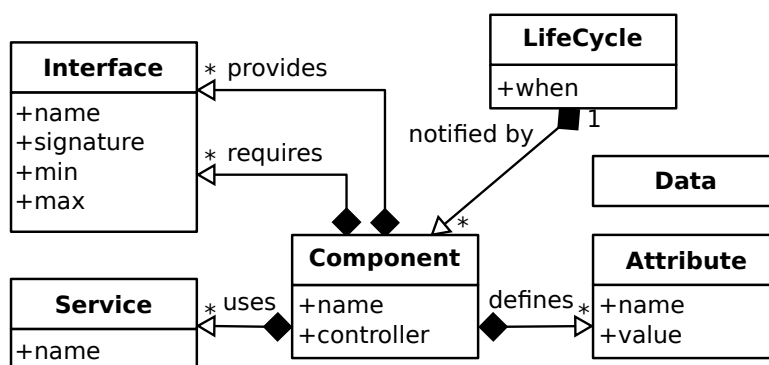 LifeCycle
+when
Interface
+name
+signature
+min
+max
* provides
* requires
notified by
1
*
Data
Component
+name
+controller
Attribute
+name
+value
Service
+name
* uses
defines *